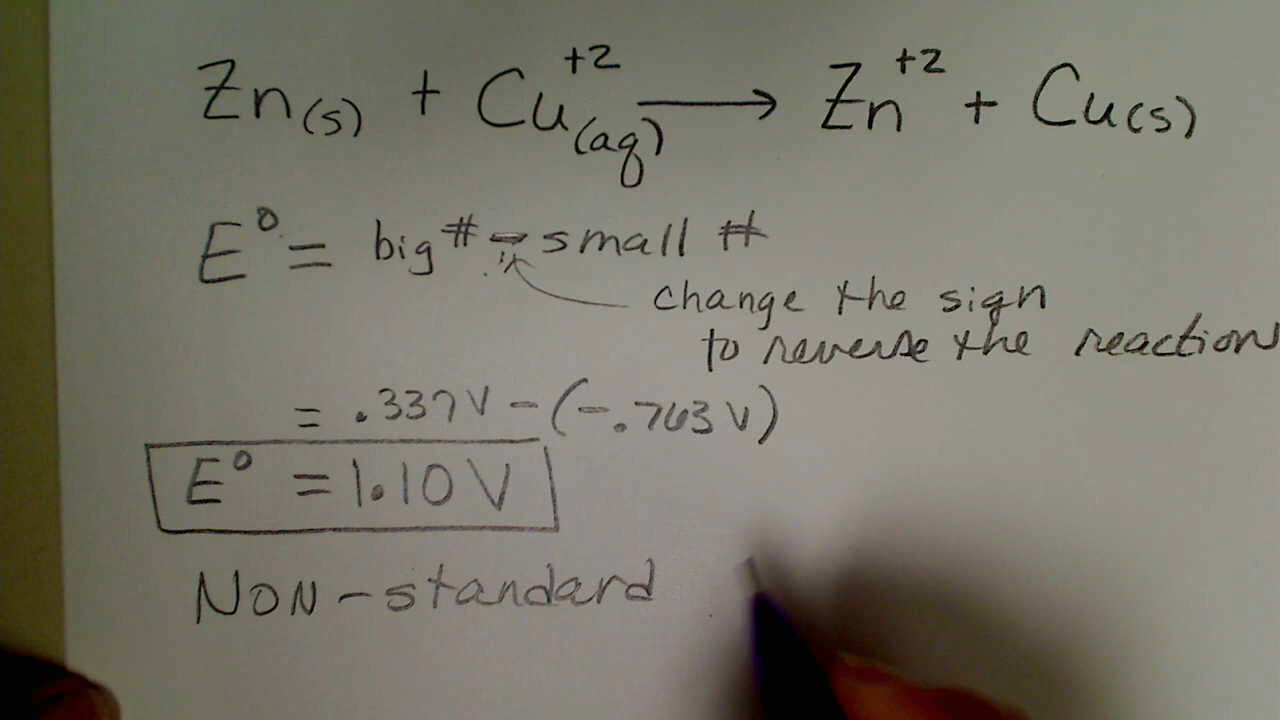 Zn(s) + Cu+2(aq) → Zn+2 + Cu(s)
E° = big # - small #
change the sign
to reverse the reaction
= .337V - (-.763V)
E° = 1.10V
NON-standard